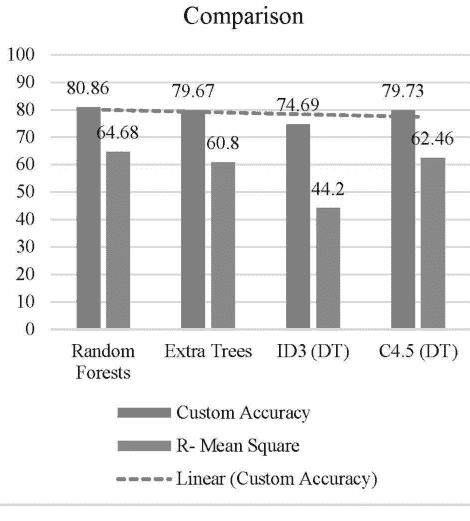 Comparison
100
90
80
70
60
50
40
30
20
10
0
80.86
64.68
79.67
60.8
74.69
44.2
79.73
62.46
Random
Forests
Extra Trees
ID3 (DT)
C4.5 (DT)
Custom Accuracy
R- Mean Square
Linear (Custom Accuracy)